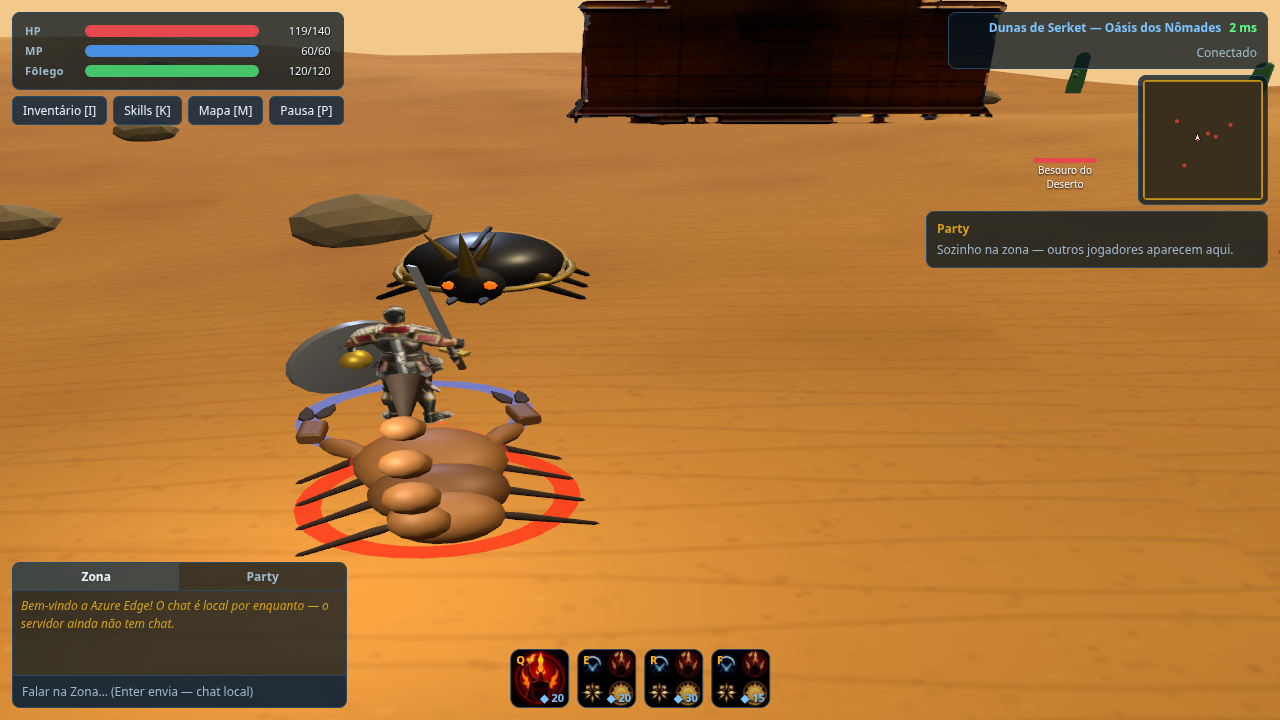 HP 119/140
MP 60/60
Fôlego 120/120
Inventário [I] Skills [K] Mapa [M] Pausa [P]
Dunas de Serket — Oásis dos Nômades 2 ms
Conectado
Besouro do
Deserto
Party
Sozinho na zona — outros jogadores aparecem aqui.
Zona Party
Bem-vindo a Azure Edge! O chat é local por enquanto — o
servidor ainda não tem chat.
Falar na Zona... (Enter envia — chat local)
Q E R F
20 20 30 15